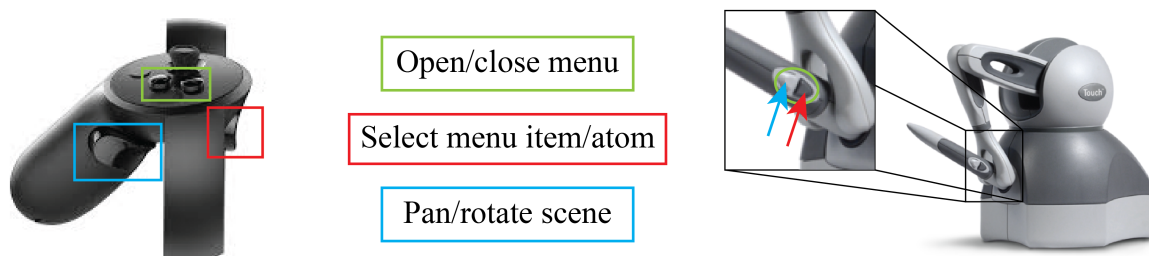 Open/close menu
Select menu item/atom
Pan/rotate scene
Touch